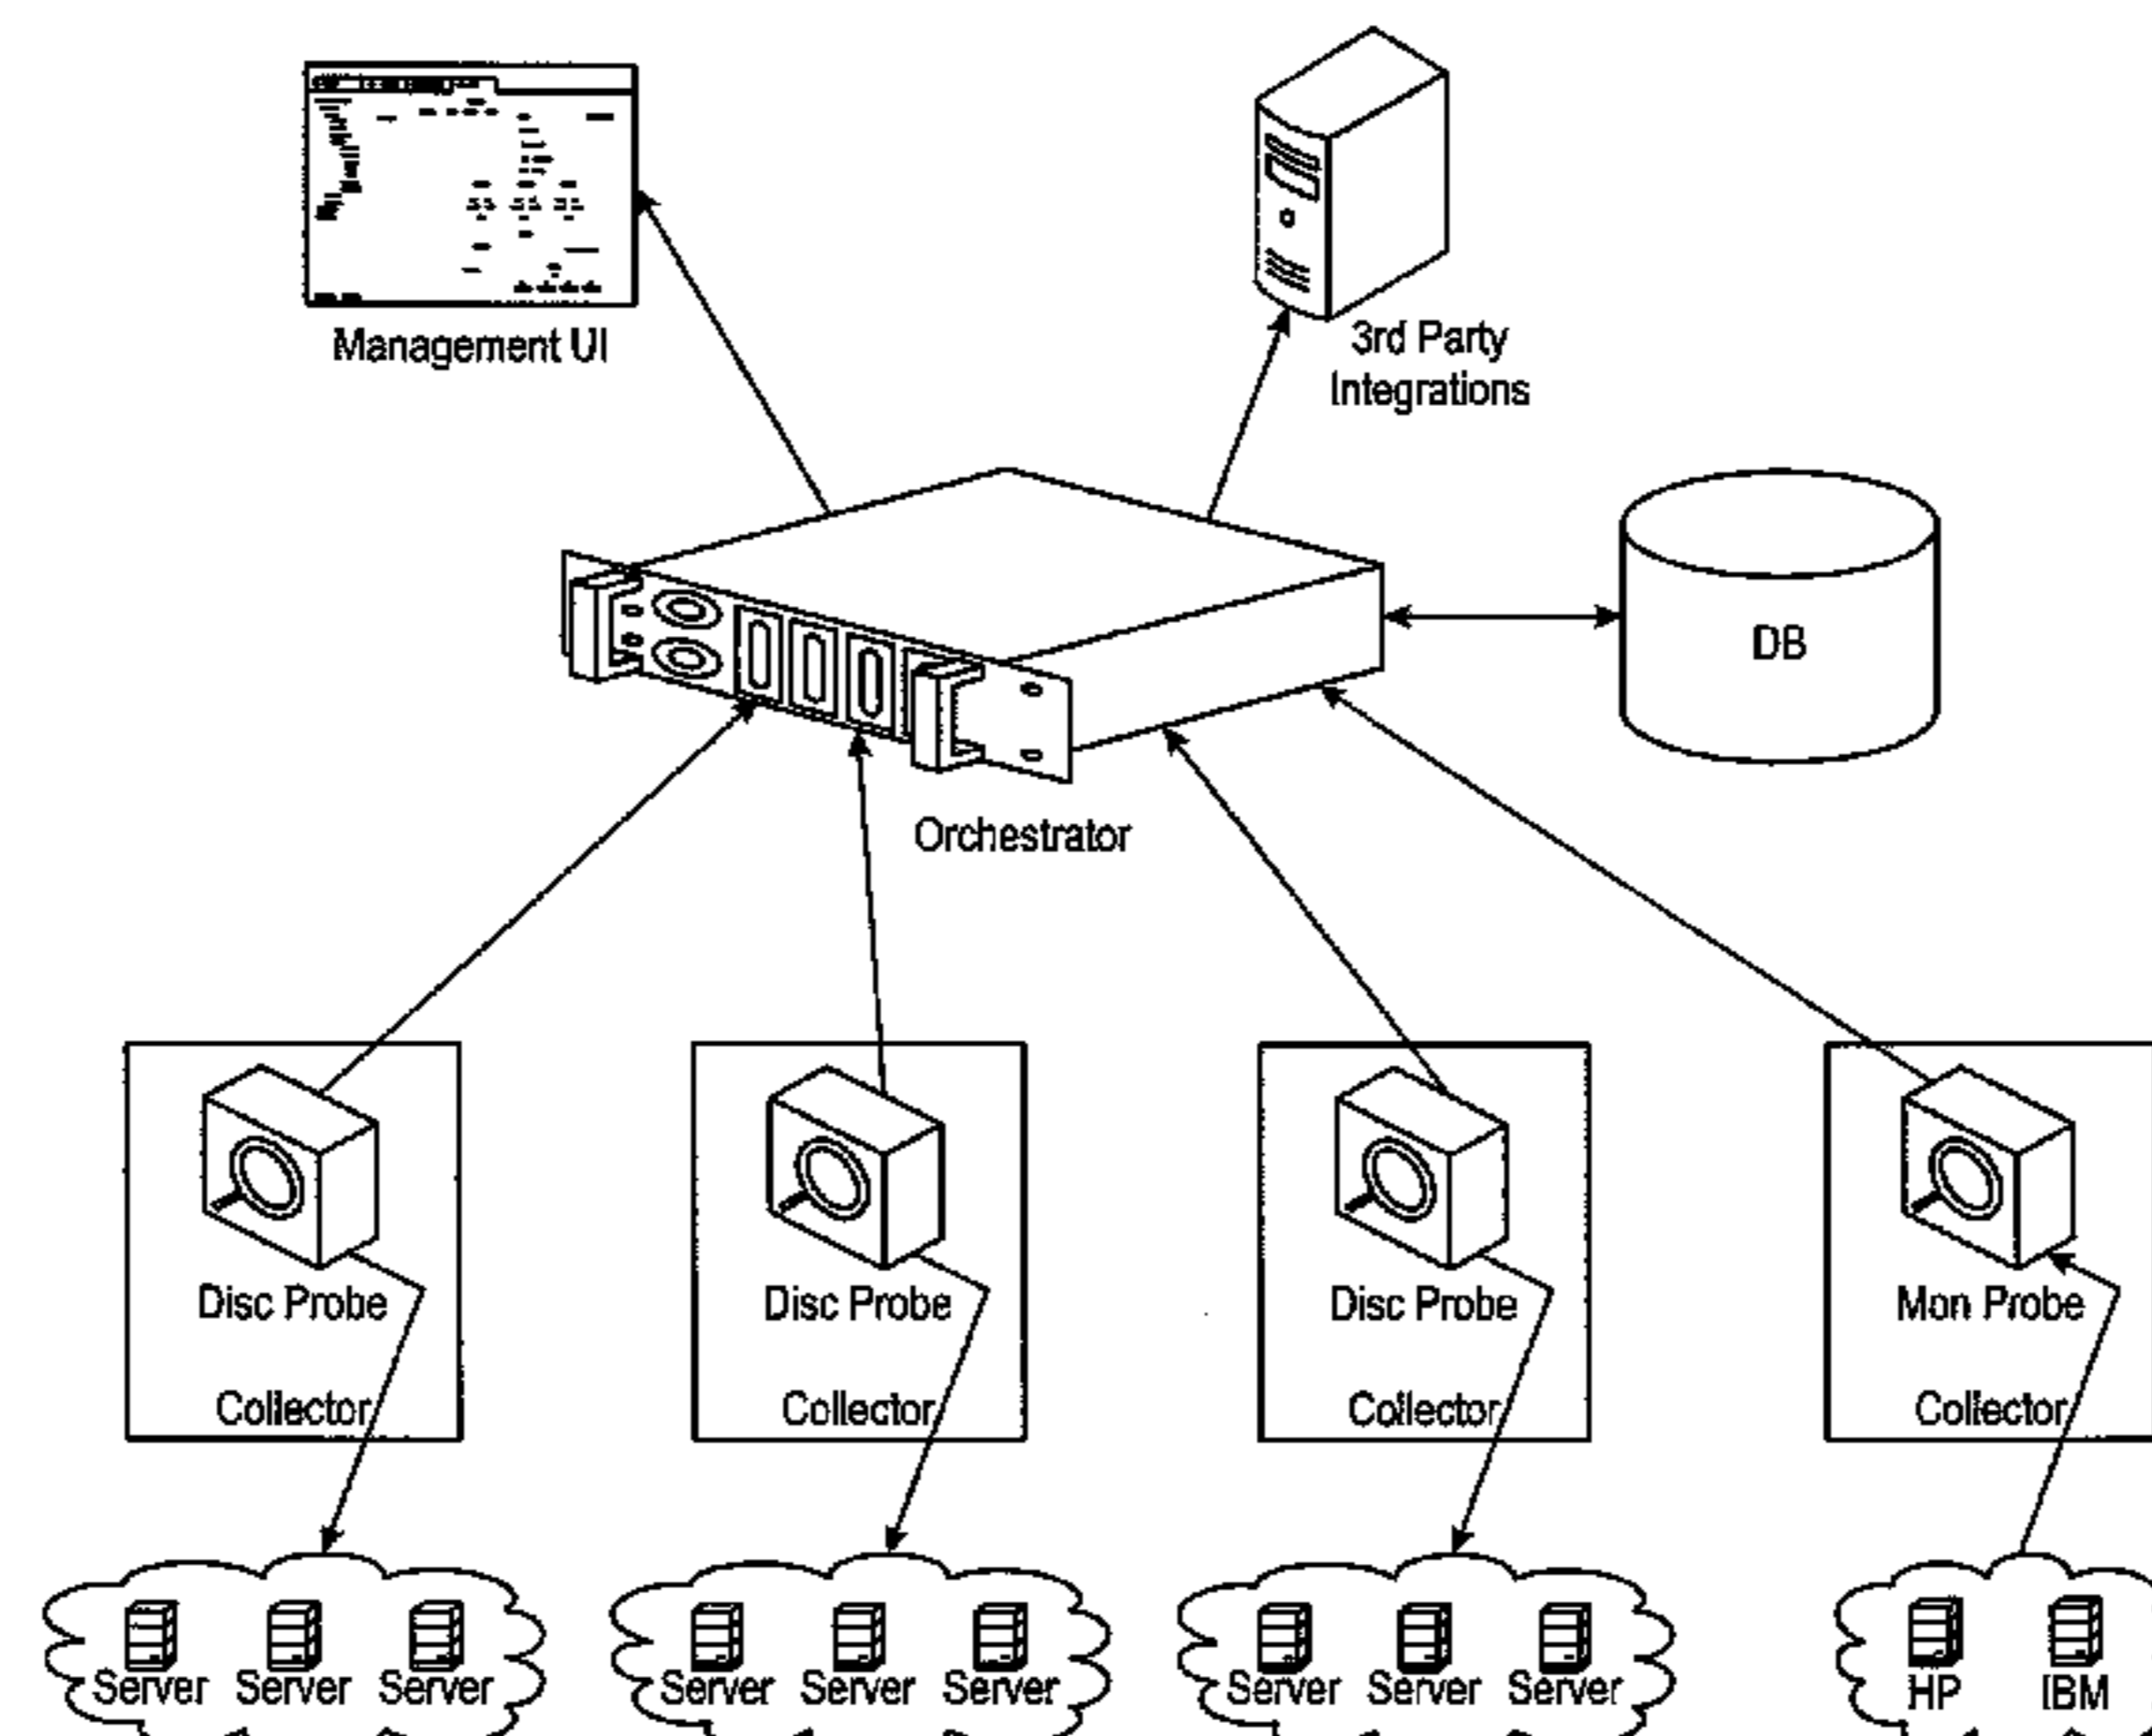 Management UI
3rd Party
Integrations
DB
Orchestrator
Disc Probe
Disc Probe
Disc Probe
Mon Probe
Collector
Collector
Collector
Collector
Server Server Server
Server Server Server
Server Server Server
HP IBM